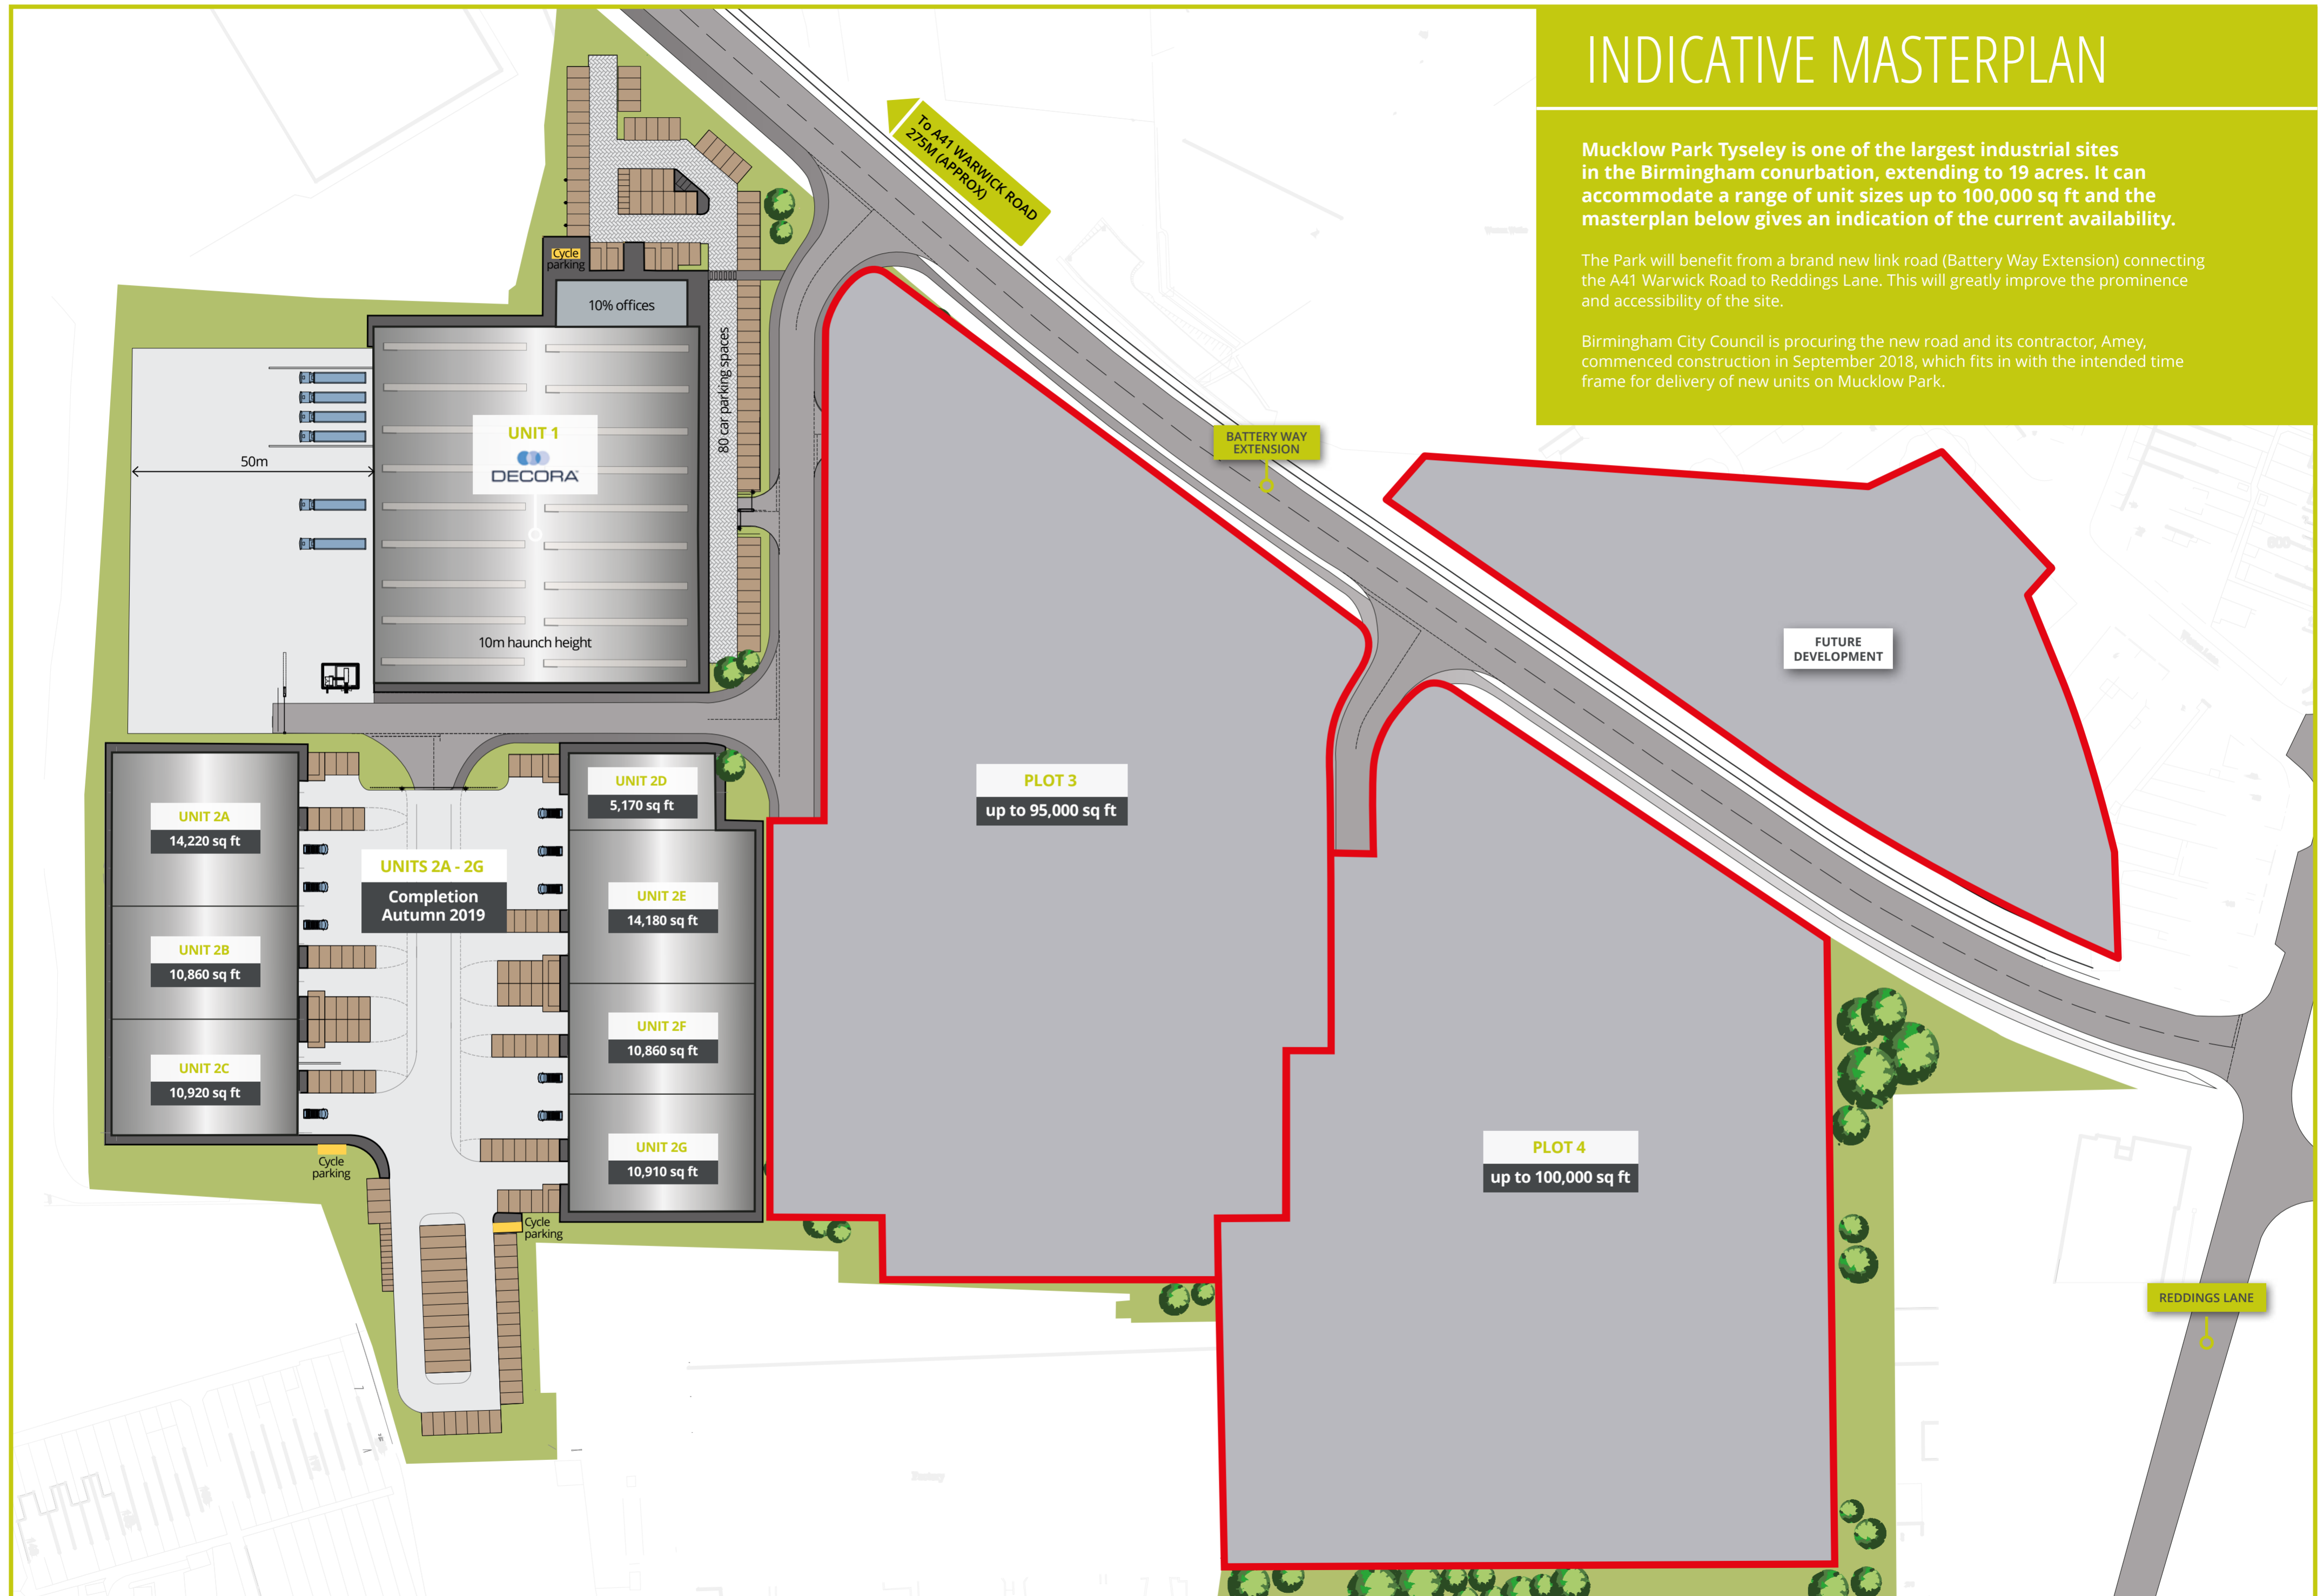 INDICATIVE MASTERPLAN
Mucklow Park Tyseley is one of the largest industrial sites
in the Birmingham conurbation, extending to 19 acres. It can
accommodate a range of unit sizes up to 100,000 sq ft and the
masterplan below gives an indication of the current availability.
The Park will benefit from a brand new link road (Battery Way Extension) connecting
the A41 Warwick Road to Reddings Lane. This will greatly improve the prominence
and accessibility of the site.
Birmingham City Council is procuring the new road and its contractor, Amey,
commenced construction in September 2018, which fits in with the intended time
frame for delivery of new units on Mucklow Park.
To A41 WARWICK ROAD
275M (APPROX)
Cycle
parking
10% offices
80 car parking spaces
UNIT 1
DECORA
50m
10m haunch height
BATTERY WAY
EXTENSION
FUTURE
DEVELOPMENT
UNIT 2A
14,220 sq ft
UNIT 2B
10,860 sq ft
UNIT 2C
10,920 sq ft
UNITS 2A - 2G
Completion
Autumn 2019
UNIT 2D
5,170 sq ft
UNIT 2E
14,180 sq ft
UNIT 2F
10,860 sq ft
UNIT 2G
10,910 sq ft
Cycle
parking
Cycle
parking
PLOT 3
up to 95,000 sq ft
PLOT 4
up to 100,000 sq ft
REDDINGS LANE